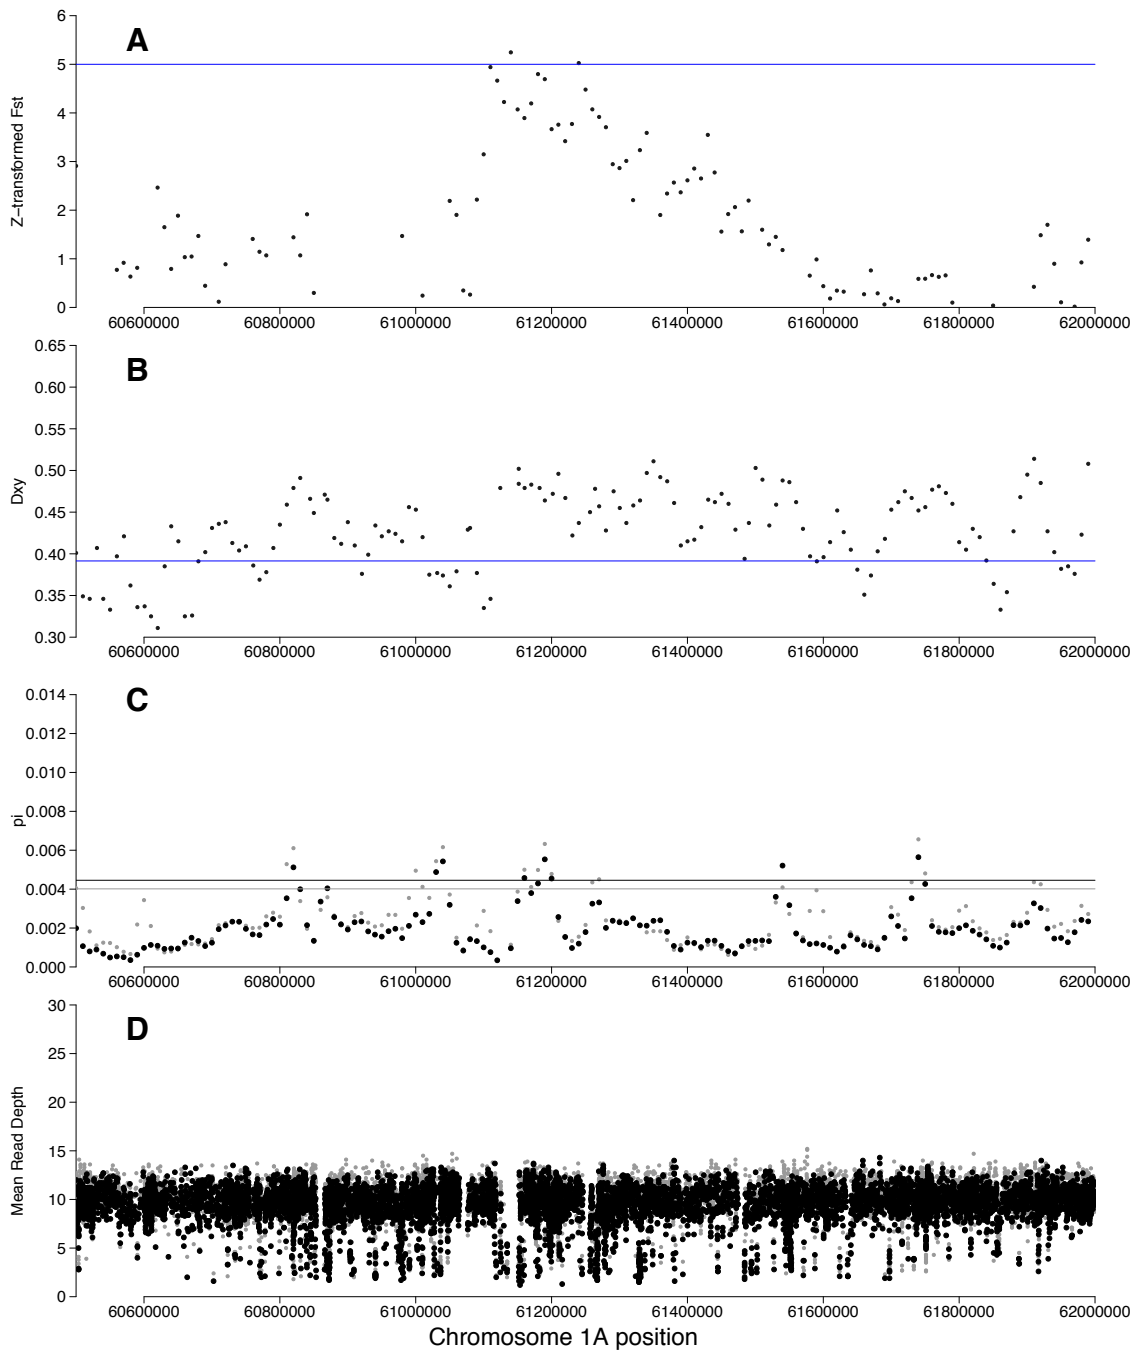 A
Z−transformed Fst
6
5
4
3
2
1
0
60600000 60800000 61000000 61200000 61400000 61600000 61800000 62000000
B
Dxy
0.65
0.60
0.55
0.50
0.45
0.40
0.35
0.30
60600000 60800000 61000000 61200000 61400000 61600000 61800000 62000000
C
pi
0.014
0.012
0.010
0.008
0.006
0.004
0.002
0.000
60600000 60800000 61000000 61200000 61400000 61600000 61800000 62000000
D
Mean Read Depth
30
25
20
15
10
5
0
60600000 60800000 61000000 61200000 61400000 61600000 61800000 62000000
Chromosome 1A position